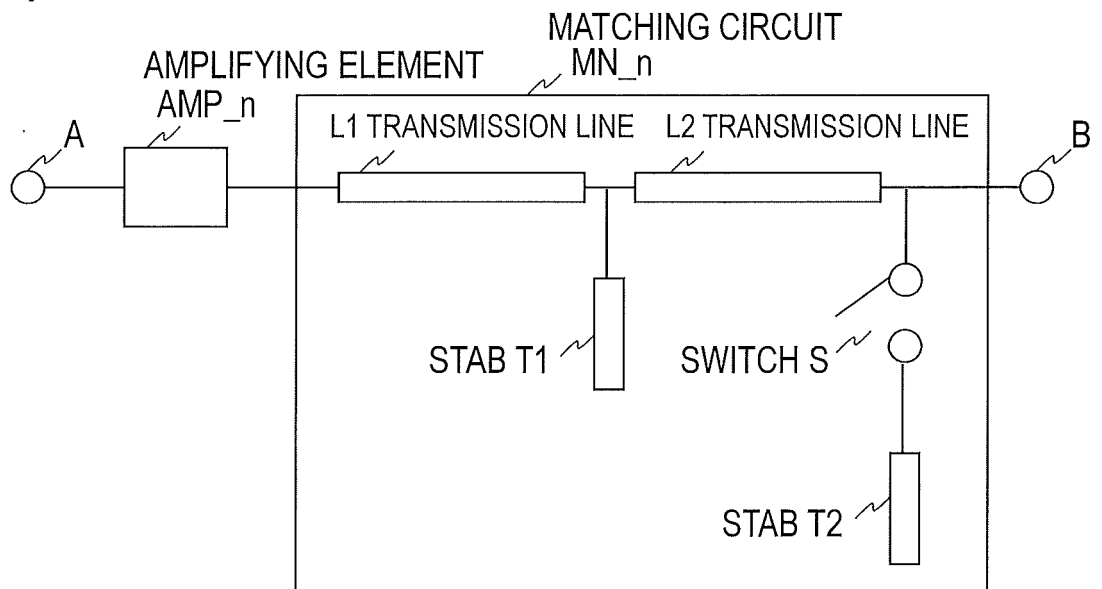 MATCHING CIRCUIT
MN_n
AMPLIFYING ELEMENT
AMP_n
L1 TRANSMISSION LINE
L2 TRANSMISSION LINE
A
B
STAB T1
SWITCH S
STAB T2